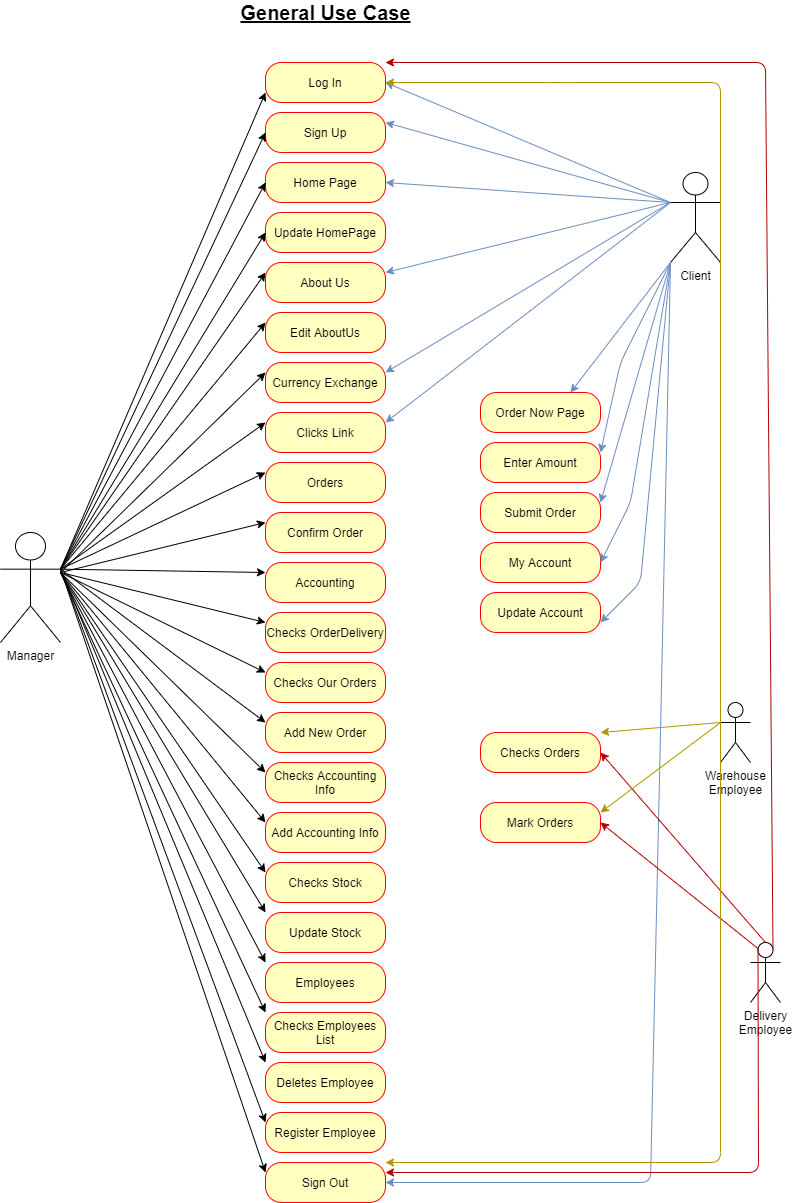 General Use Case
Log In
Sign Up
Home Page
Update HomePage
About Us
Edit AboutUs
Currency Exchange
Clicks Link
Orders
Confirm Order
Accounting
Checks OrderDelivery
Checks Our Orders
Add New Order
Checks Accounting
Info
Add Accounting Info
Checks Stock
Update Stock
Employees
Checks Employees
List
Deletes Employee
Register Employee
Sign Out
Manager
Client
Order Now Page
Enter Amount
Submit Order
My Account
Update Account
Checks Orders
Mark Orders
Warehouse
Employee
Delivery
Employee